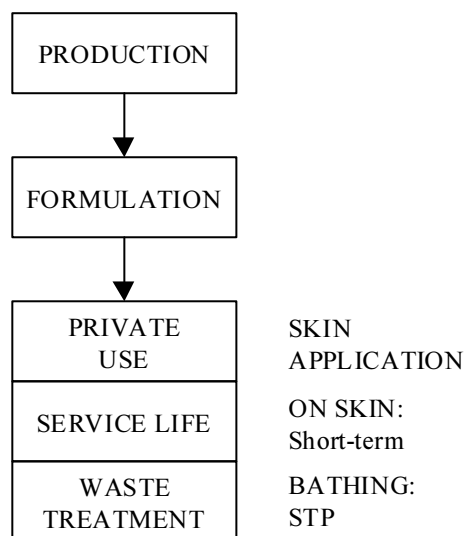 PRODUCTION
FORMULATION
PRIVATE
USE
SKIN
APPLICATION
SERVICE LIFE
ON SKIN:
Short-term
WASTE
TREATMENT
BATHING:
STP